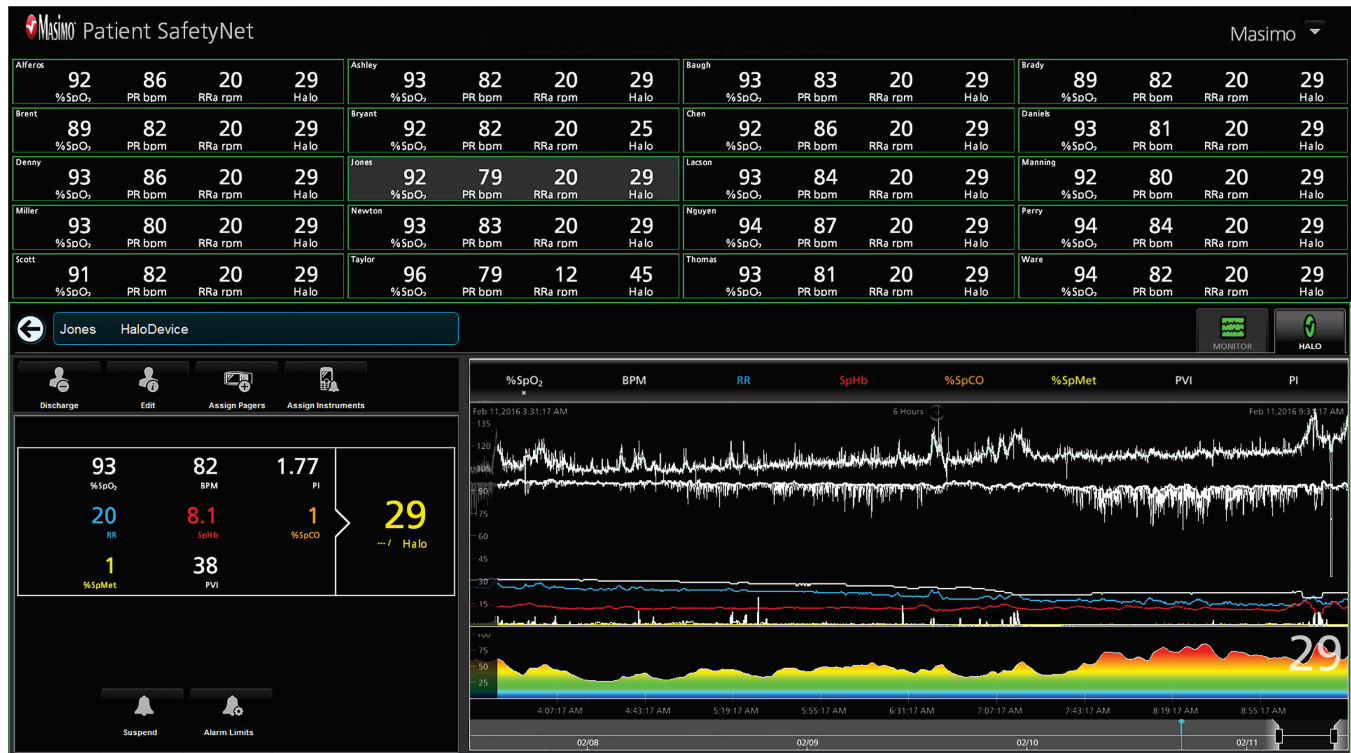 Masimo Patient SafetyNet
Masimo
Alferos 92 %SpO₂ 86 PR bpm 20 RRa rpm 29 Halo
Ashley 93 %SpO₂ 82 PR bpm 20 RRa rpm 29 Halo
Baugh 93 %SpO₂ 83 PR bpm 20 RRa rpm 29 Halo
Brady 89 %SpO₂ 82 PR bpm 20 RRa rpm 29 Halo
Brent 89 %SpO₂ 82 PR bpm 20 RRa rpm 29 Halo
Bryant 92 %SpO₂ 82 PR bpm 20 RRa rpm 25 Halo
Chen 92 %SpO₂ 86 PR bpm 20 RRa rpm 29 Halo
Daniels 93 %SpO₂ 81 PR bpm 20 RRa rpm 29 Halo
Denny 93 %SpO₂ 86 PR bpm 20 RRa rpm 29 Halo
Jones 92 %SpO₂ 79 PR bpm 20 RRa rpm 29 Halo
Lacson 93 %SpO₂ 84 PR bpm 20 RRa rpm 29 Halo
Manning 92 %SpO₂ 80 PR bpm 20 RRa rpm 29 Halo
Miller 93 %SpO₂ 80 PR bpm 20 RRa rpm 29 Halo
Newton 93 %SpO₂ 83 PR bpm 20 RRa rpm 29 Halo
Nguyen 94 %SpO₂ 87 PR bpm 20 RRa rpm 29 Halo
Perry 94 %SpO₂ 84 PR bpm 20 RRa rpm 29 Halo
Scott 91 %SpO₂ 82 PR bpm 20 RRa rpm 29 Halo
Taylor 96 %SpO₂ 79 PR bpm 12 RRa rpm 45 Halo
Thomas 93 %SpO₂ 81 PR bpm 20 RRa rpm 29 Halo
Ware 94 %SpO₂ 82 PR bpm 20 RRa rpm 29 Halo
Jones HaloDevice
MONITOR
HALO
Discharge Edit Assign Pagers Assign Instruments
93 82 1.77
%SpO₂ BPM PI
20 8.1 1
RR SpHb %SpCO
29
---/ Halo
1 38
%SpMet PVI
Suspend Alarm Limits
%SpO₂ BPM RR SpHb %SpCO %SpMet PVI PI
Feb 11,2016 3:31:17 AM 6 Hours Feb 11,2016 9:31:17 AM
135
120
90
75
60
45
30
15
100
75
50
25
29
4:07:17 AM 4:43:17 AM 5:19:17 AM 5:55:17 AM 6:31:17 AM 7:07:17 AM 7:43:17 AM 8:19:17 AM 8:55:17 AM
02/08 02/09 02/10 02/11